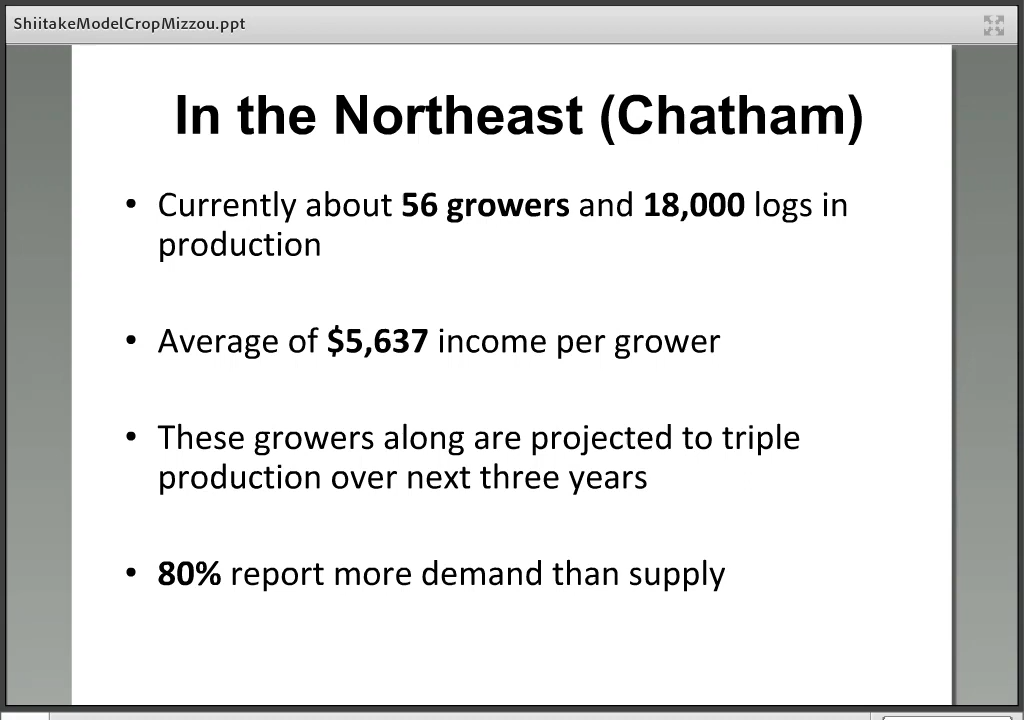 ShiitakeModelCropMizzou.ppt
In the Northeast (Chatham)
• Currently about 56 growers and 18,000 logs in
production
• Average of $5,637 income per grower
• These growers along are projected to triple
production over next three years
• 80% report more demand than supply